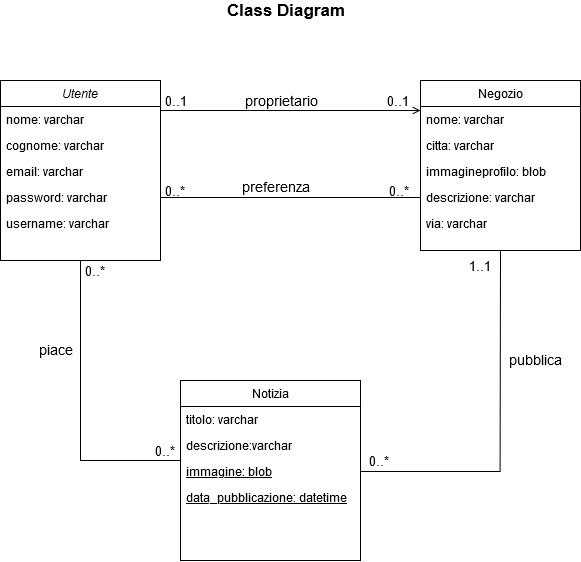 Class Diagram
Utente
nome: varchar
cognome: varchar
email: varchar
password: varchar
username: varchar
0..1
proprietario
0..1
0..*
preferenza
0..*
Negozio
nome: varchar
citta: varchar
immagineprofilo: blob
descrizione: varchar
via: varchar
0..*
1..1
piace
pubblica
Notizia
titolo: varchar
descrizione:varchar
immagine: blob
data_pubblicazione: datetime
0..*
0..*